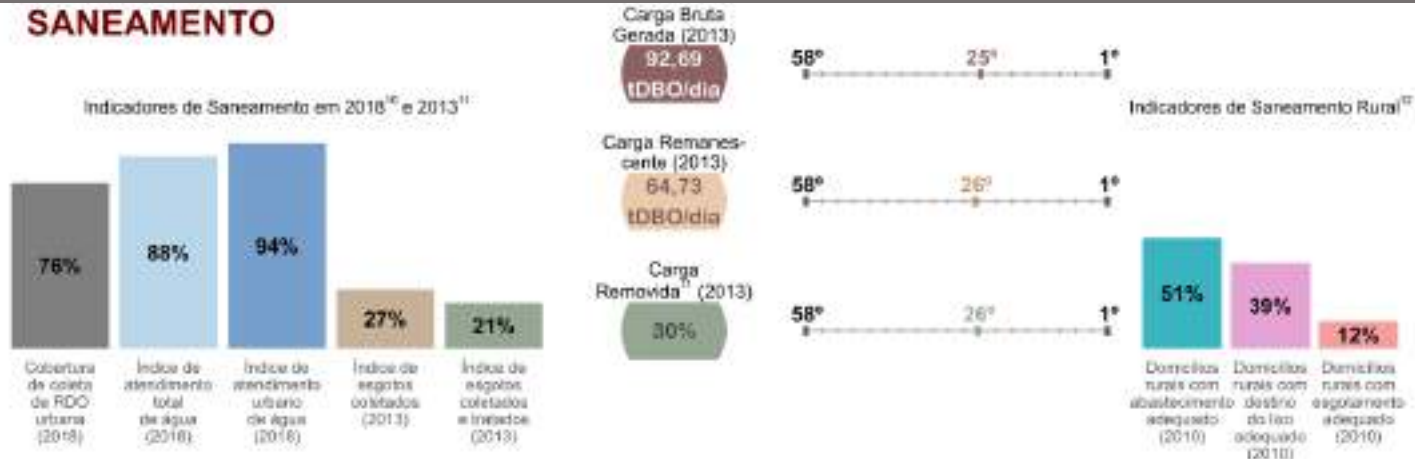 SANEAMENTO
Indicadores de Saneamento em 2018¹⁰ e 2013¹¹
76%
88%
94%
27%
21%
Cobertura
de coleta
de RDO
urbana
(2018)
Índice de
atendimento
total
de água
(2018)
Índice de
atendimento
urbano
de água
(2018)
Índice de
esgotos
coletados
(2013)
Índice de
esgotos
coletados
e tratados
(2013)
Carga Bruta
Gerada (2013)
92,69
tDBO/dia
58º 25º 1º
Carga Remanes-
cente (2013)
64,73
tDBO/dia
58º 26º 1º
Carga
Removida¹¹ (2013)
30%
58º 26º 1º
Indicadores de Saneamento Rural¹²
51%
39%
12%
Domicílios
rurais com
abastecimento
adequado
(2010)
Domicílios
rurais com
destino
do lixo
adequado
(2010)
Domicílios
rurais com
esgotamento
adequado
(2010)